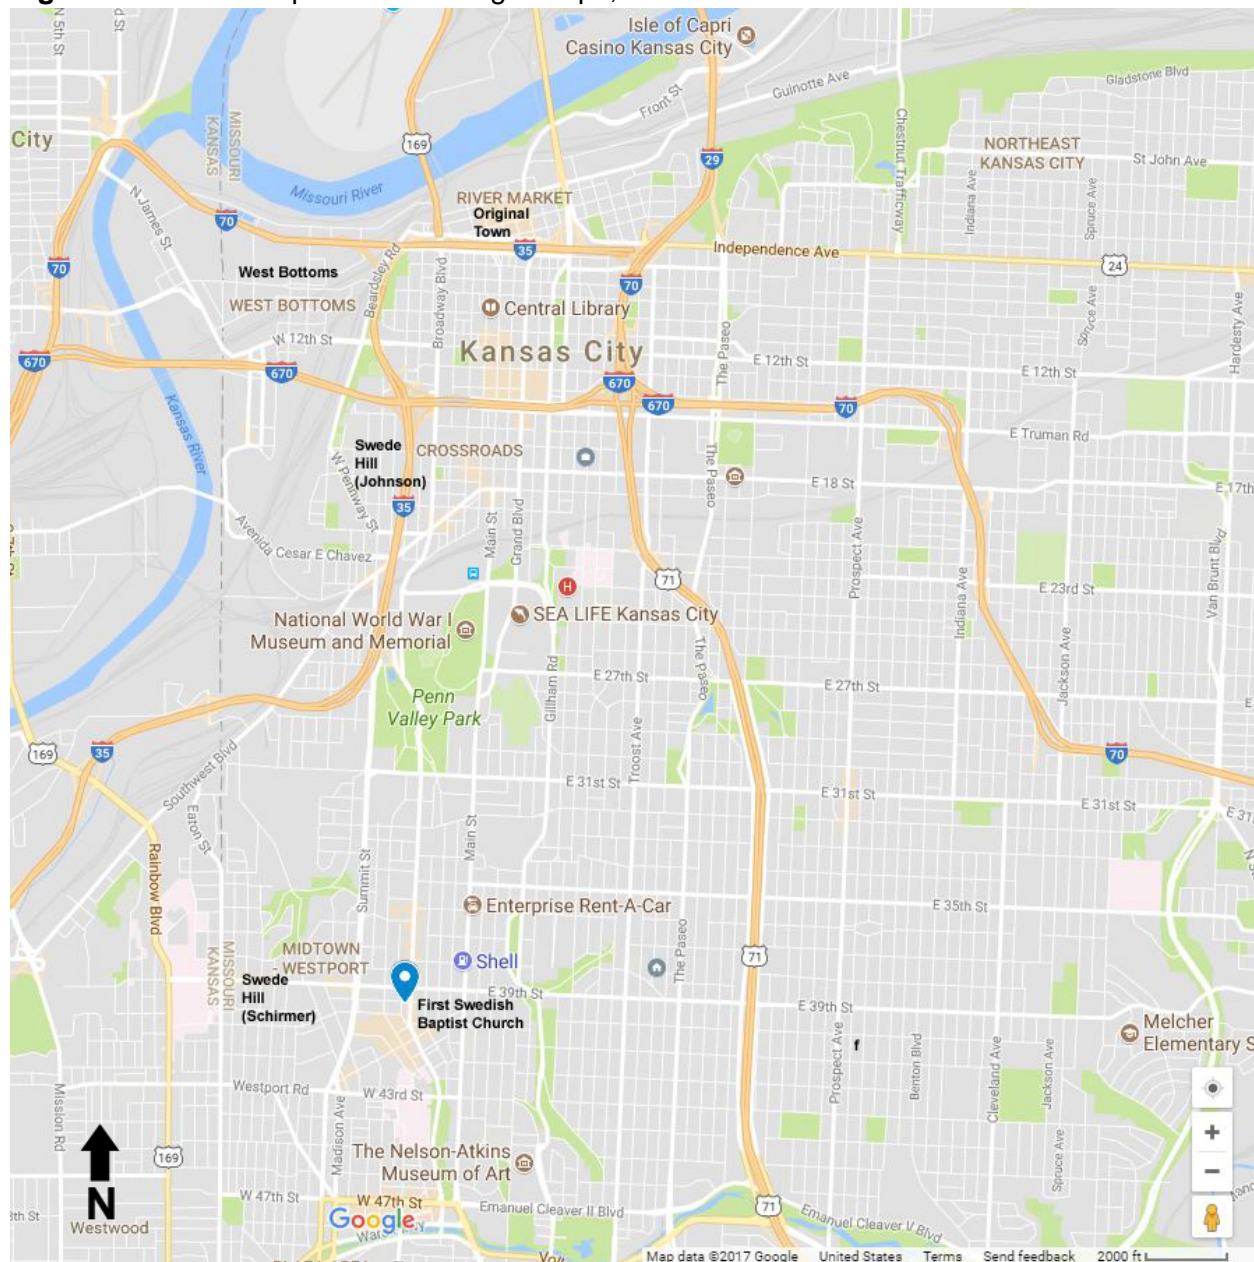 Isle of Capri
Casino Kansas City
N 5th St
Guinotte Ave
Gladstone Blvd
Front St
169
City
MISSOURI
KANSAS
29
Chestnut Trafficway
NORTHEAST
KANSAS CITY
St John Ave
Missouri River
N James St
RIVER MARKET
Original
Town
Indiana Ave
Spruce Ave
70
35
Independence Ave
24
70
West Bottoms
WEST BOTTOMS
Beardsley Rd
Broadway Blvd
70
Central Library
Spruce Ave
Hardesty Ave
W 12th St
Kansas City
The Paseo
E 12th St
E 12th St
670
670
670
670
70
Kansas River
Swede
Hill
(Johnson)
CROSSROADS
E Truman Rd
The Paseo
W Pennway St
35
E 18 St
E 17th
Avenida Cesar E Chavez
Main St
Grand Blvd
Prospect Ave
Van Brunt Blvd
H
71
E 23rd St
Indiana Ave
National World War I
Museum and Memorial
SEA LIFE Kansas City
The Paseo
Jackson Ave
Gillham Rd
E 27th St
E 27th St
Penn
Valley Park
Troost Ave
169
35
70
Southwest Blvd
E 31st St
E 31st St
E 31st St
E 31
Eaton St
Main St
Rainbow Blvd
Summit St
Enterprise Rent-A-Car
E 35th St
MISSOURI
KANSAS
MIDTOWN
- WESTPORT
Shell
The Paseo
71
Swede
Hill
(Schirmer)
E 39th St
E 39th St
First Swedish
Baptist Church
Melcher
Elementary S
f
Prospect Ave
Benton Blvd
Cleveland Ave
Jackson Ave
Mission Rd
Westport Rd
W 43rd St
Madison Ave
169
The Nelson-Atkins
Museum of Art
Spruce Ave
+
−
N
Westwood
W 47th St
W 47th St
Emanuel Cleaver II Blvd
71
Emanuel Cleaver V Blvd
8th St
Google
Map data ©2017 Google United States Terms Send feedback 2000 ft